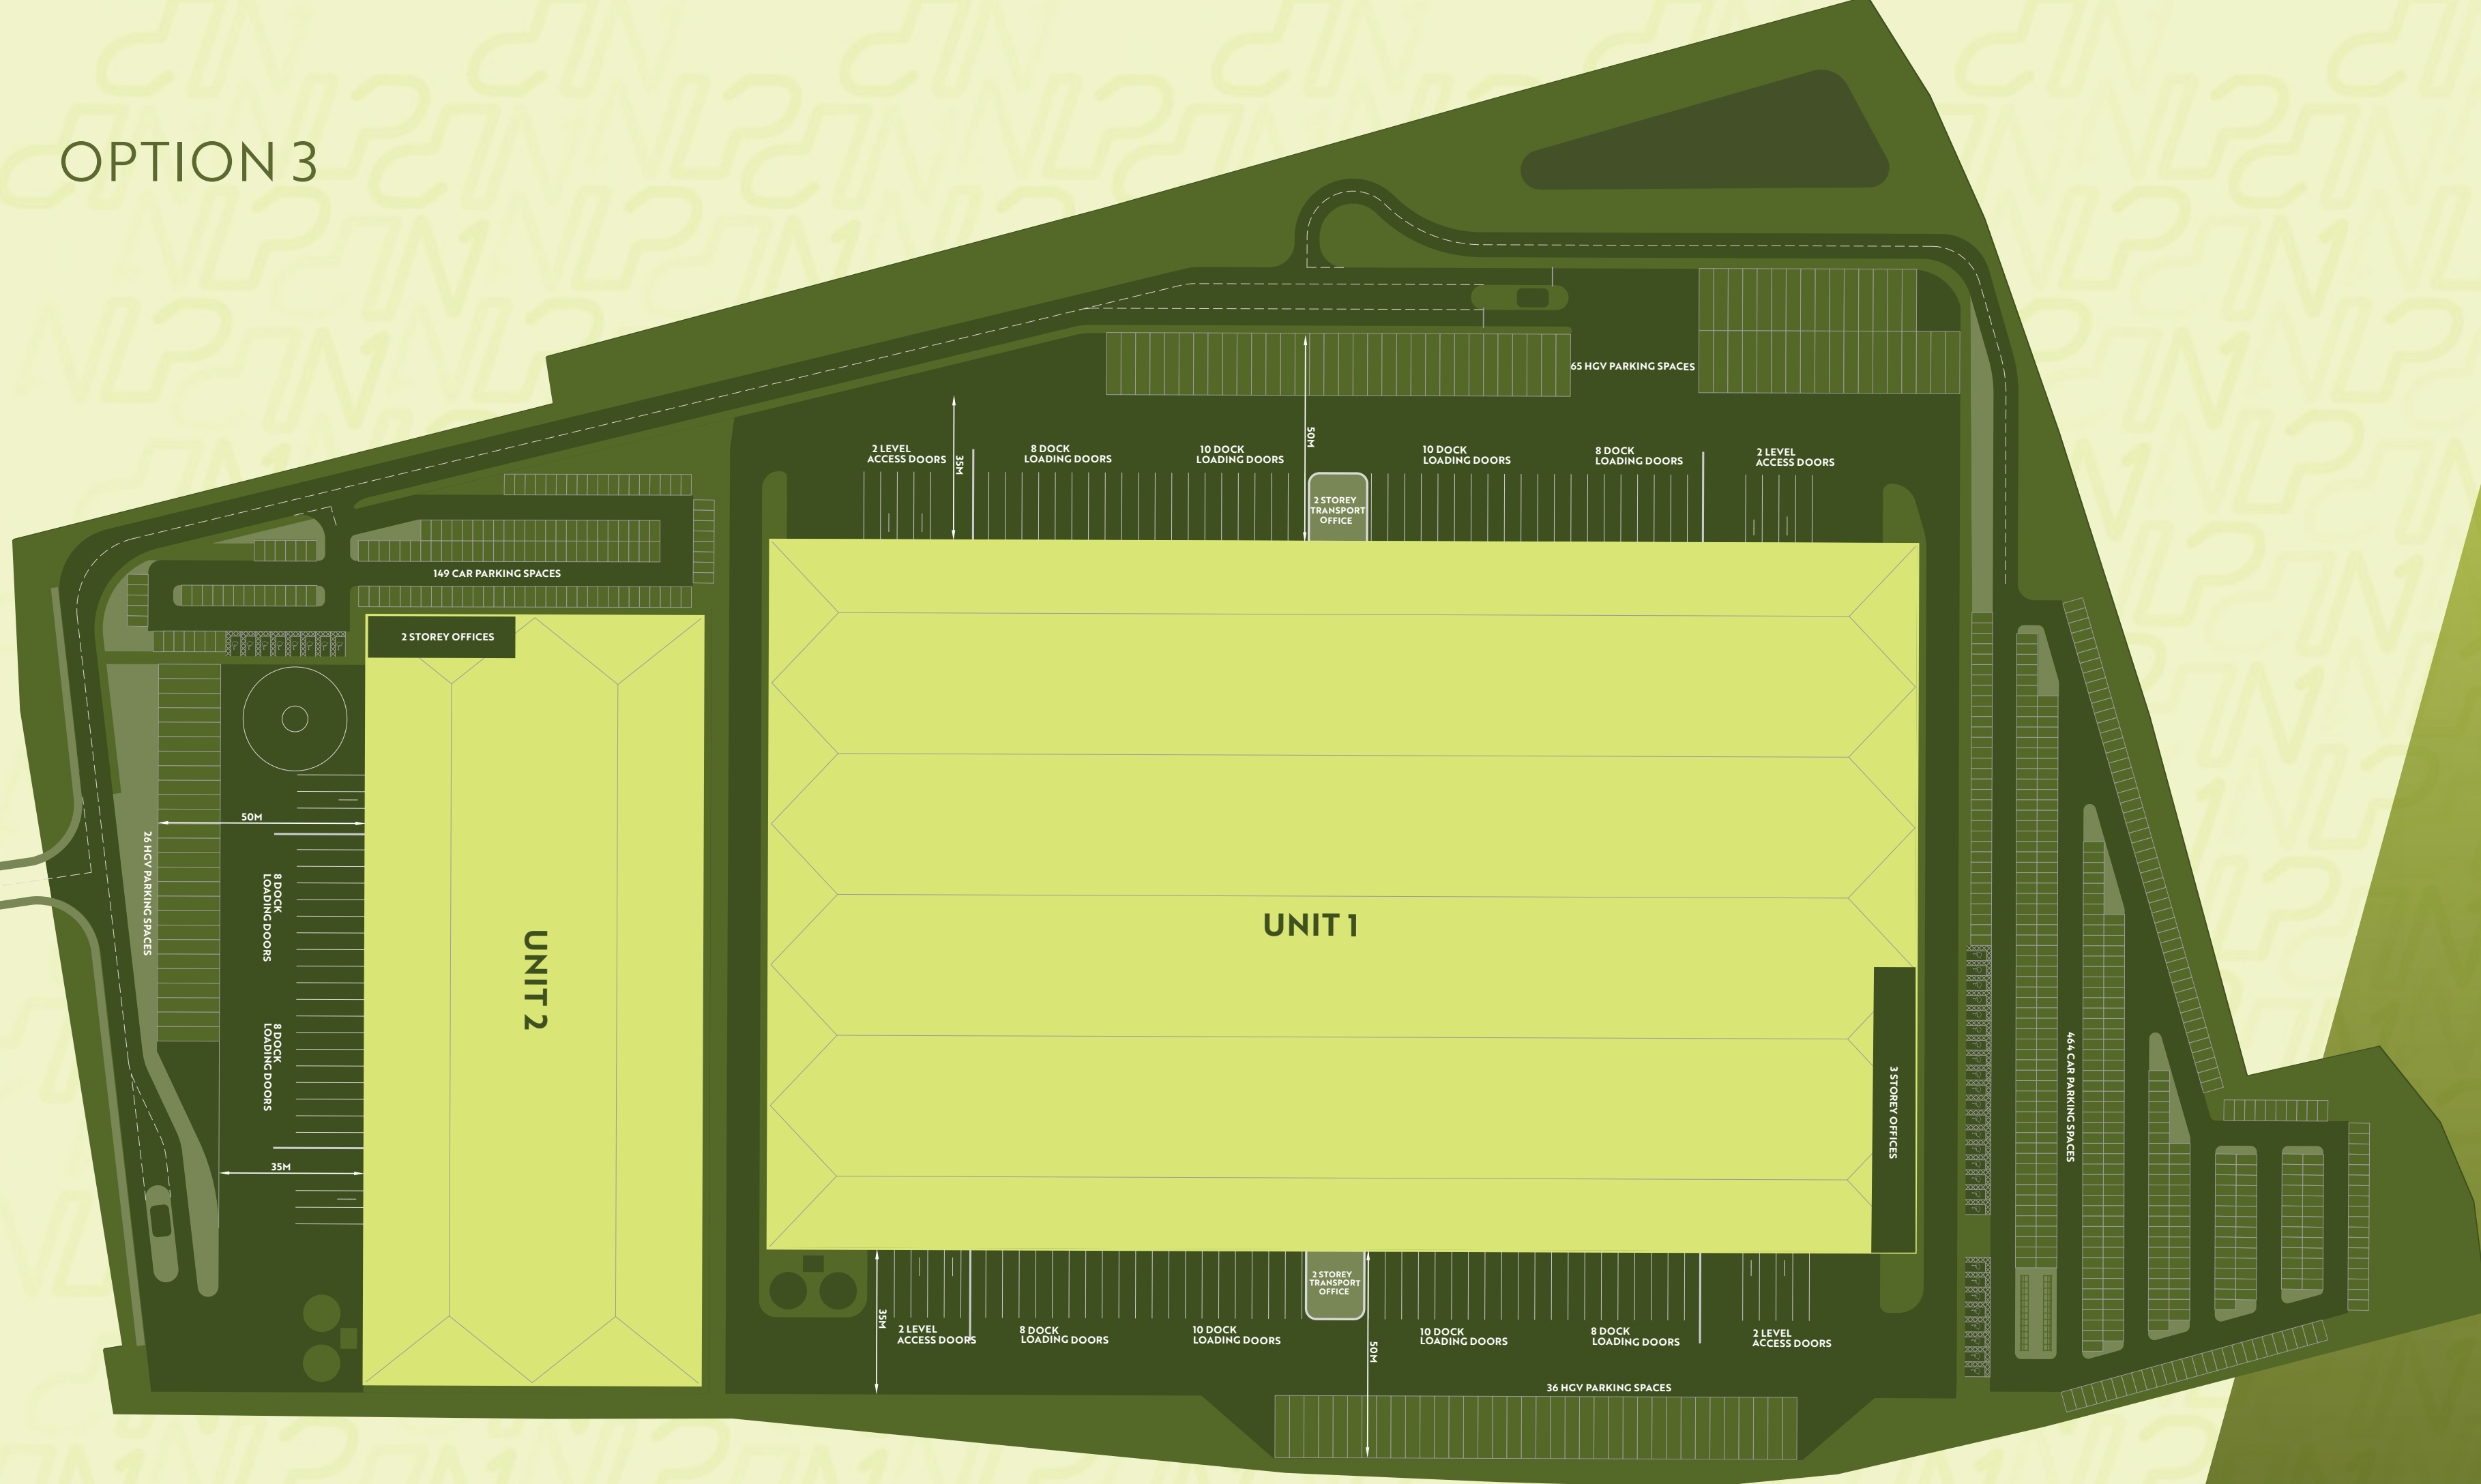 OPTION 3
65 HGV PARKING SPACES
50M
35M
2 LEVEL
ACCESS DOORS
8 DOCK
LOADING DOORS
10 DOCK
LOADING DOORS
10 DOCK
LOADING DOORS
8 DOCK
LOADING DOORS
2 LEVEL
ACCESS DOORS
2 STOREY
TRANSPORT
OFFICE
149 CAR PARKING SPACES
2 STOREY OFFICES
50M
26 HGV PARKING SPACES
8 DOCK
LOADING DOORS
8 DOCK
LOADING DOORS
35M
UNIT 2
UNIT 1
3 STOREY OFFICES
464 CAR PARKING SPACES
35M
2 LEVEL
ACCESS DOORS
8 DOCK
LOADING DOORS
10 DOCK
LOADING DOORS
2 STOREY
TRANSPORT
OFFICE
50M
10 DOCK
LOADING DOORS
8 DOCK
LOADING DOORS
2 LEVEL
ACCESS DOORS
36 HGV PARKING SPACES